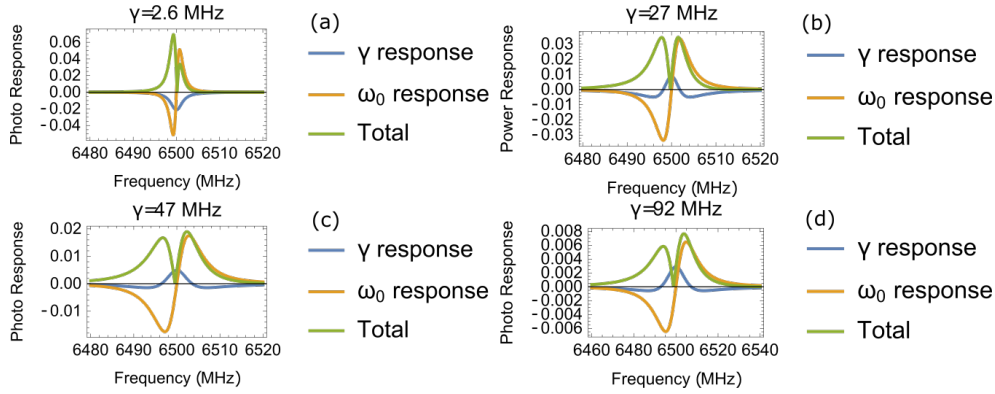 γ=2.6 MHz
(a)
Photo Response
0.06
0.04
0.02
0.00
-0.02
-0.04
6480 6490 6500 6510 6520
Frequency (MHz)
γ response
ω₀ response
Total
γ=27 MHz
(b)
Power Response
0.03
0.02
0.01
0.00
-0.01
-0.02
-0.03
6480 6490 6500 6510 6520
Frequency (MHz)
γ response
ω₀ response
Total
γ=47 MHz
(c)
Photo Response
0.02
0.01
0.00
-0.01
6480 6490 6500 6510 6520
Frequency (MHz)
γ response
ω₀ response
Total
γ=92 MHz
(d)
Photo Response
0.008
0.006
0.004
0.002
0.000
-0.002
-0.004
-0.006
6460 6480 6500 6520 6540
Frequency (MHz)
γ response
ω₀ response
Total